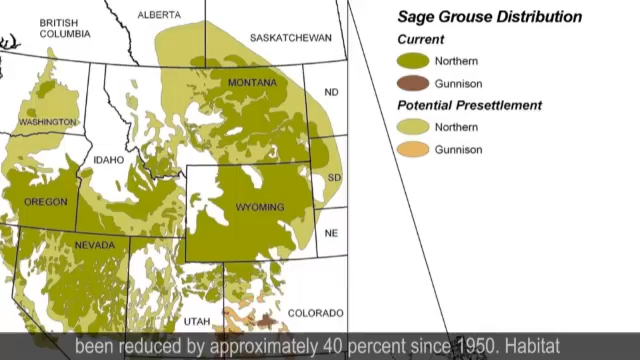 Sage Grouse Distribution
Current
Northern
Gunnison
Potential Presettlement
Northern
Gunnison
BRITISH
COLUMBIA
ALBERTA
SASKATCHEWAN
MONTANA
ND
WASHINGTON
IDAHO
SD
OREGON
WYOMING
NE
NEVADA
UTAH
COLORADO
been reduced by approximately 40 percent since 1950. Habitat